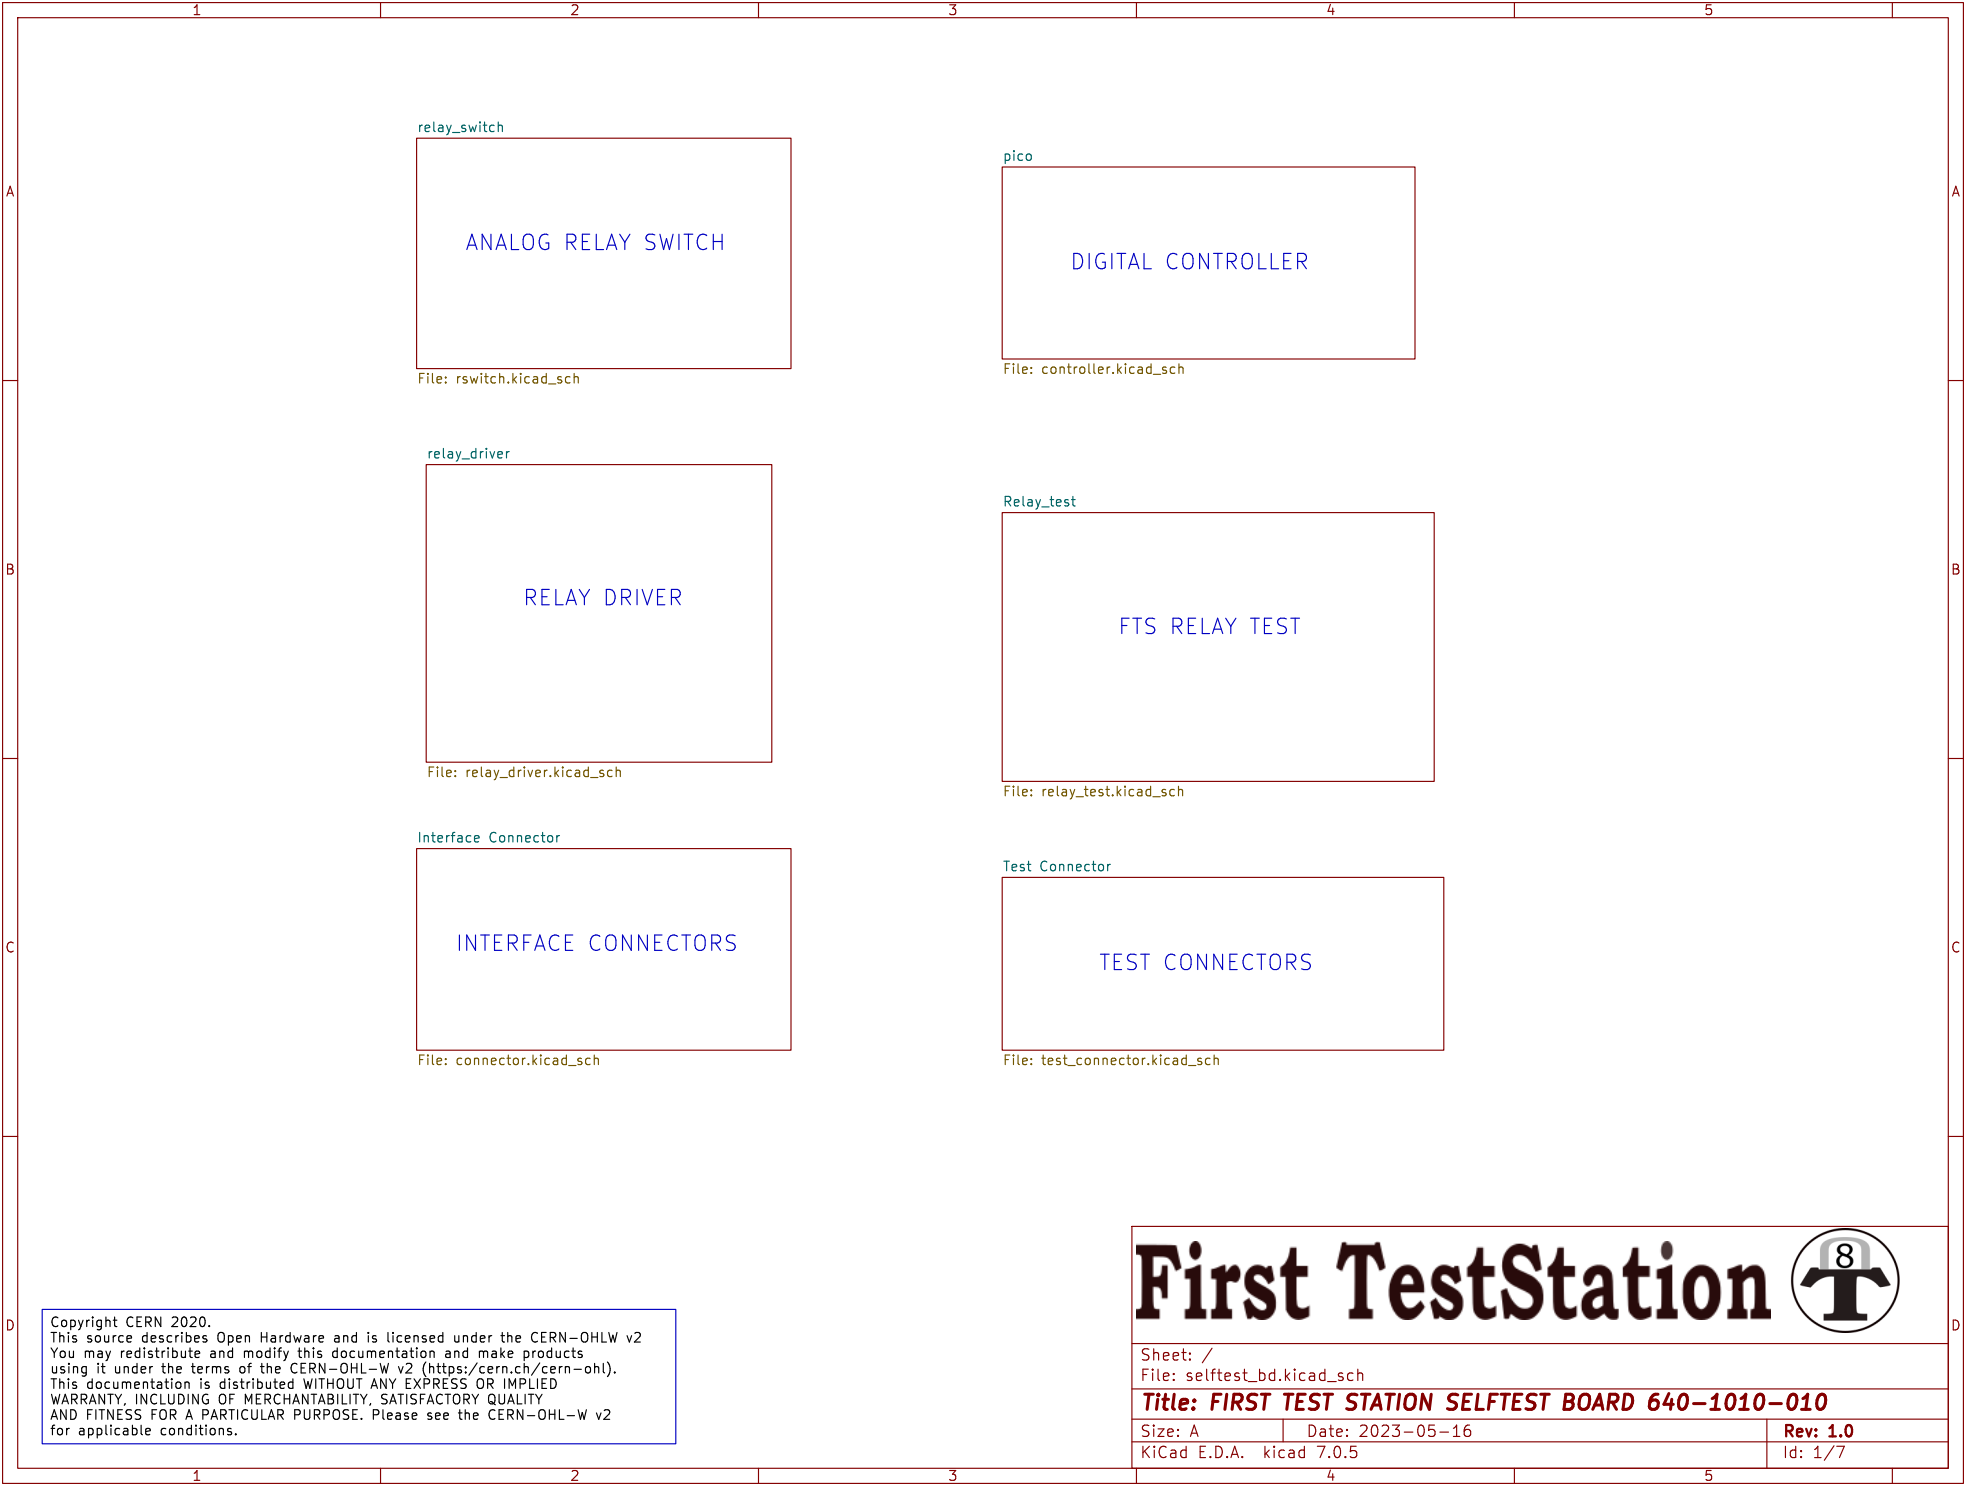 1 2 3 4 5
A A
relay_switch
ANALOG RELAY SWITCH
File: rswitch.kicad_sch
pico
DIGITAL CONTROLLER
File: controller.kicad_sch
B B
relay_driver
RELAY DRIVER
File: relay_driver.kicad_sch
Relay_test
FTS RELAY TEST
File: relay_test.kicad_sch
C C
Interface Connector
INTERFACE CONNECTORS
File: connector.kicad_sch
Test Connector
TEST CONNECTORS
File: test_connector.kicad_sch
D D
Copyright CERN 2020.
This source describes Open Hardware and is licensed under the CERN-OHLW v2
You may redistribute and modify this documentation and make products
using it under the terms of the CERN-OHL-W v2 (https:/cern.ch/cern-ohl).
This documentation is distributed WITHOUT ANY EXPRESS OR IMPLIED
WARRANTY, INCLUDING OF MERCHANTABILITY, SATISFACTORY QUALITY
AND FITNESS FOR A PARTICULAR PURPOSE. Please see the CERN-OHL-W v2
for applicable conditions.
First TestStation
8
T
Sheet: /
File: selftest_bd.kicad_sch
Title: FIRST TEST STATION SELFTEST BOARD 640-1010-010
Size: A Date: 2023-05-16 Rev: 1.0
KiCad E.D.A. kicad 7.0.5 Id: 1/7
1 2 3 4 5